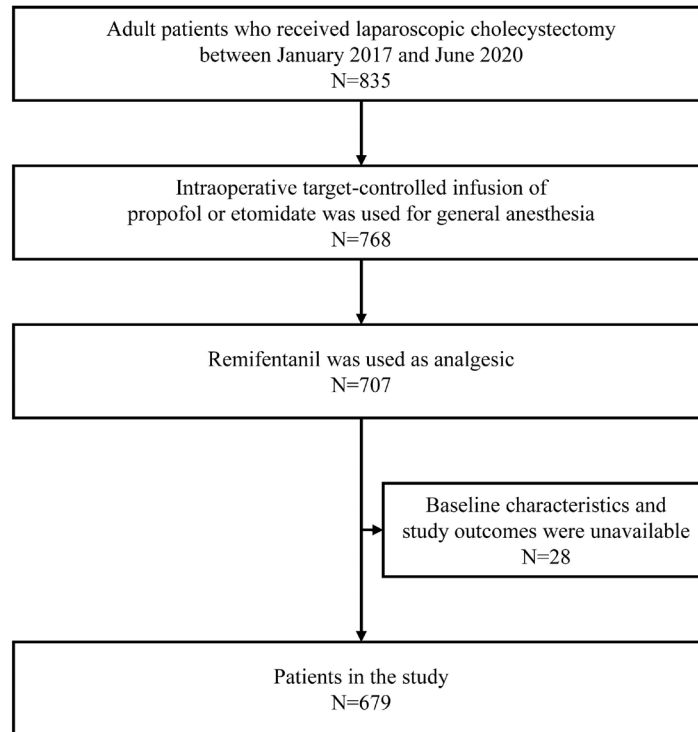 Adult patients who received laparoscopic cholecystectomy
between January 2017 and June 2020
N=835
Intraoperative target-controlled infusion of
propofol or etomidate was used for general anesthesia
N=768
Remifentanil was used as analgesic
N=707
Baseline characteristics and
study outcomes were unavailable
N=28
Patients in the study
N=679